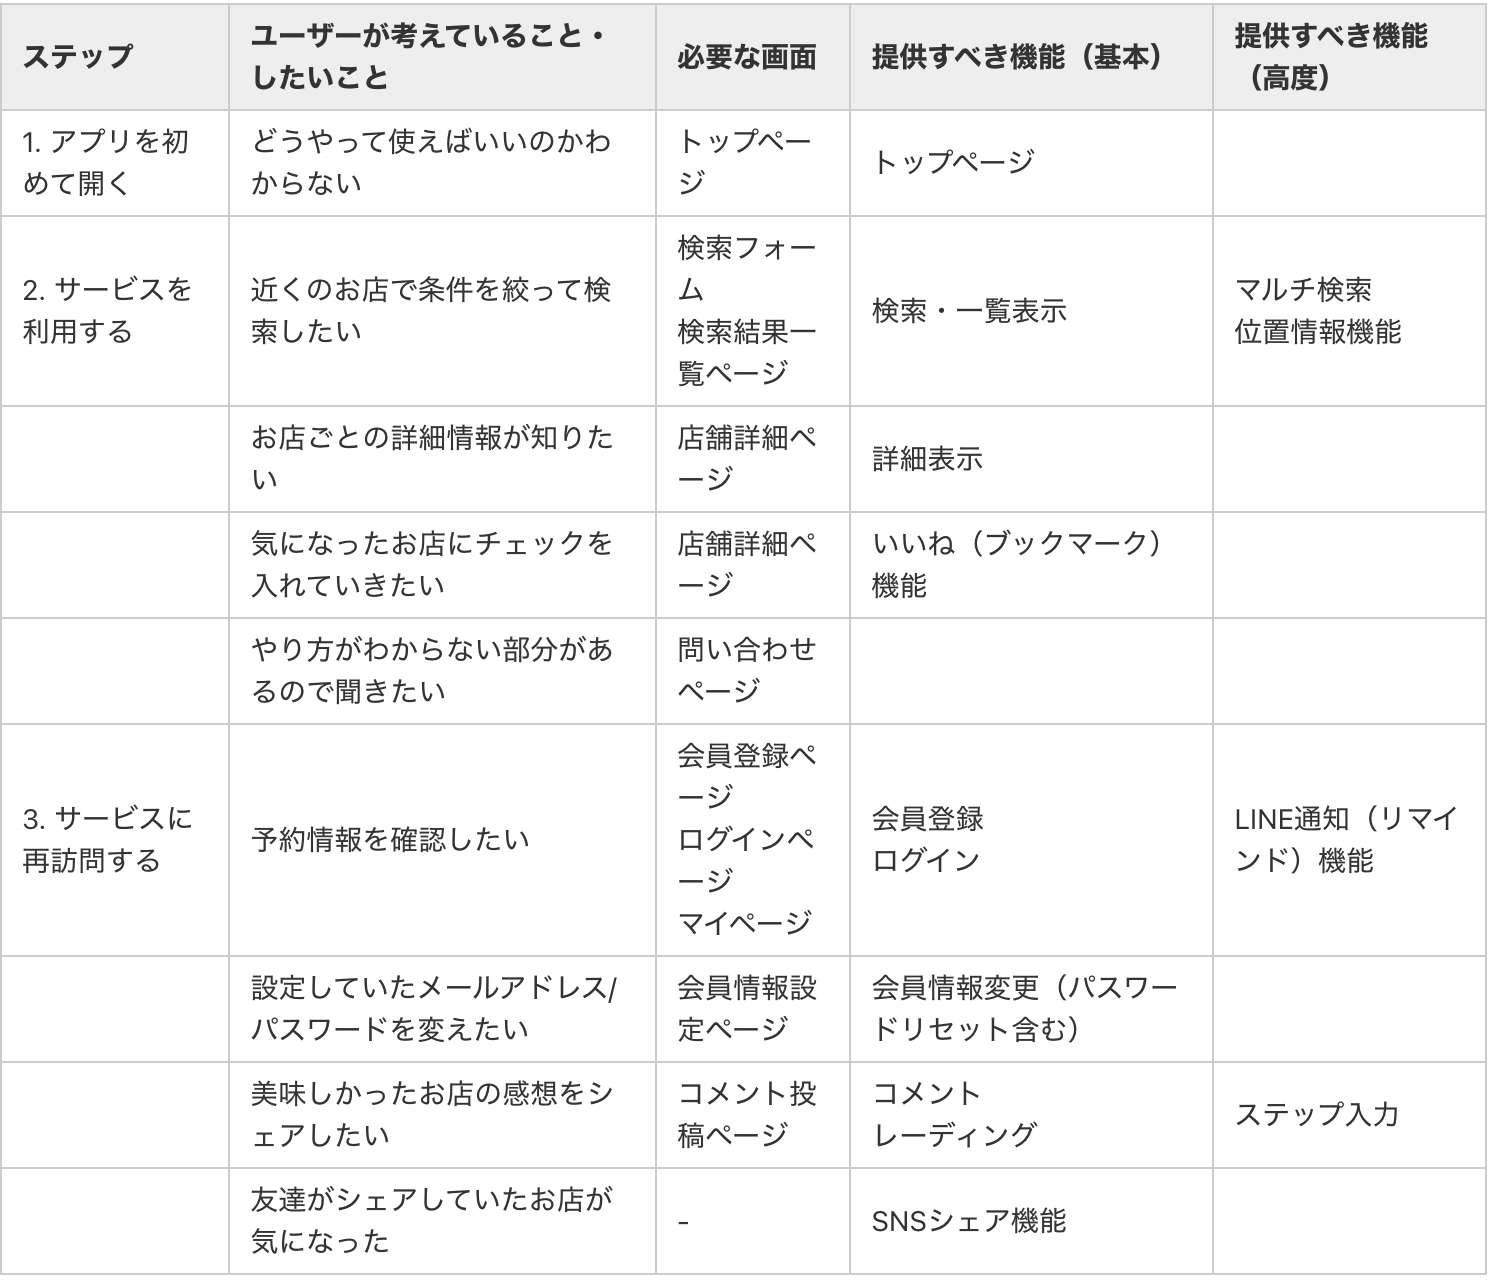 ステップ
ユーザーが考えていること・
したいこと
必要な画面
提供すべき機能（基本）
提供すべき機能
（高度）
1. アプリを初
めて開く
どうやって使えばいいのかわ
からない
トップペー
ジ
トップページ
2. サービスを
利用する
近くのお店で条件を絞って検
索したい
検索フォー
ム
検索結果一
覧ページ
検索・一覧表示
マルチ検索
位置情報機能
お店ごとの詳細情報が知りた
い
店舗詳細ペ
ージ
詳細表示
気になったお店にチェックを
入れていきたい
店舗詳細ペ
ージ
いいね（ブックマーク）
機能
やり方がわからない部分があ
るので聞きたい
問い合わせ
ページ
3. サービスに
再訪問する
予約情報を確認したい
会員登録ペ
ージ
ログインペ
ージ
マイページ
会員登録
ログイン
LINE通知（リマイ
ンド）機能
設定していたメールアドレス/
パスワードを変えたい
会員情報設
定ページ
会員情報変更（パスワー
ドリセット含む）
美味しかったお店の感想をシ
ェアしたい
コメント投
稿ページ
コメント
レーディング
ステップ入力
友達がシェアしていたお店が
気になった
-
SNSシェア機能